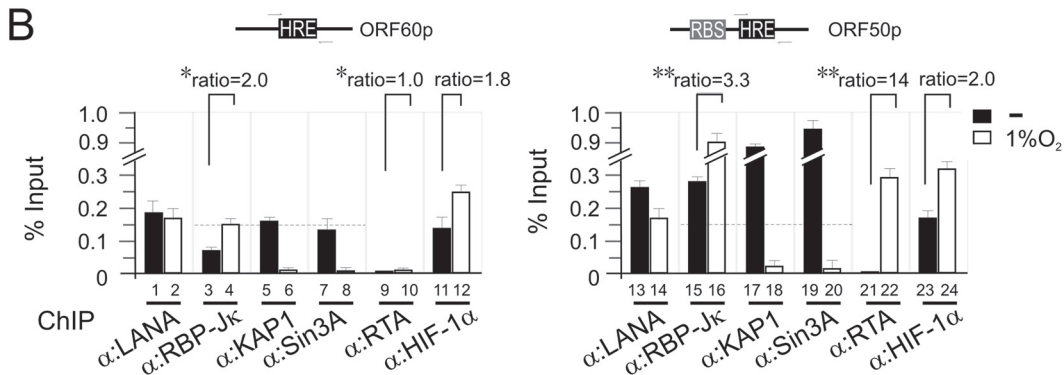 B
HRE ORF60p
RBS HRE ORF50p
*ratio=2.0 *ratio=1.0 ratio=1.8
**ratio=3.3 **ratio=14 ratio=2.0
% Input
1.0
0.9
0.3
0.2
0.1
0
1 2 3 4 5 6 7 8 9 10 11 12
% Input
1.0
0.9
0.3
0.2
0.1
0
13 14 15 16 17 18 19 20 21 22 23 24
–
1%O₂
ChIP
α:LANA
α:RBP-Jκ
α:KAP1
α:Sin3A
α:RTA
α:HIF-1α
α:LANA
α:RBP-Jκ
α:KAP1
α:Sin3A
α:RTA
α:HIF-1α